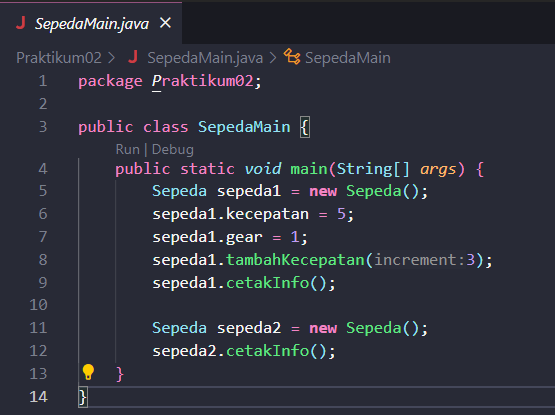 J SepedaMain.java ×
Praktikum02 > J SepedaMain.java > SepedaMain
1 package Praktikum02;
2
3 public class SepedaMain {
Run | Debug
4 public static void main(String[] args) {
5 Sepeda sepeda1 = new Sepeda();
6 sepeda1.kecepatan = 5;
7 sepeda1.gear = 1;
8 sepeda1.tambahKecepatan(increment:3);
9 sepeda1.cetakInfo();
10
11 Sepeda sepeda2 = new Sepeda();
12 sepeda2.cetakInfo();
13 }
14 }